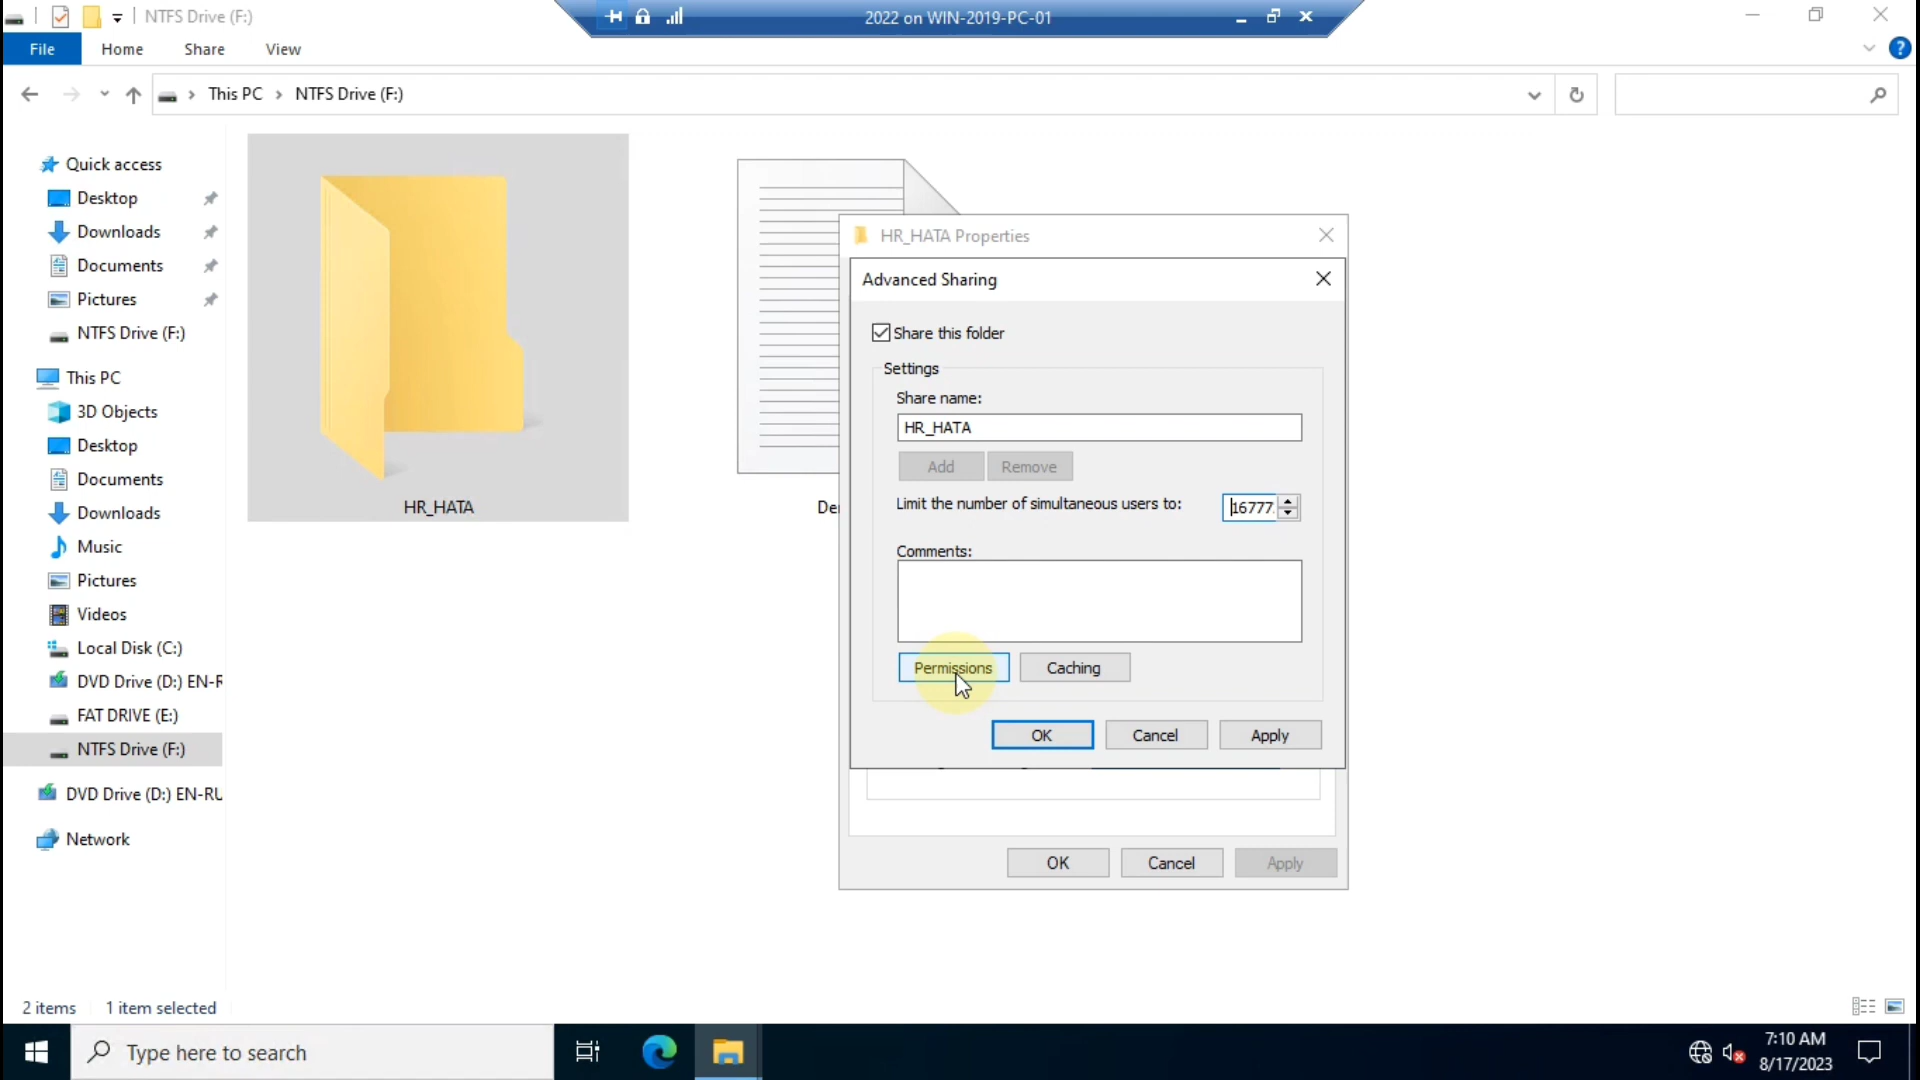 NTFS Drive (F:)
2022 on WIN-2019-PC-01
File
Home
Share
View
This PC
NTFS Drive (F:)
Quick access
Desktop
Downloads
Documents
Pictures
NTFS Drive (F:)
This PC
3D Objects
Desktop
Documents
Downloads
Music
Pictures
Videos
Local Disk (C:)
DVD Drive (D:) EN-R
FAT DRIVE (E:)
NTFS Drive (F:)
DVD Drive (D:) EN-RU
Network
HR_HATA
HR_HATA Properties
Advanced Sharing
Share this folder
Settings
Share name:
HR_HATA
Add
Remove
Limit the number of simultaneous users to:
16777
Comments:
Permissions
Caching
OK
Cancel
Apply
OK
Cancel
Apply
2 items
1 item selected
Type here to search
7:10 AM
8/17/2023